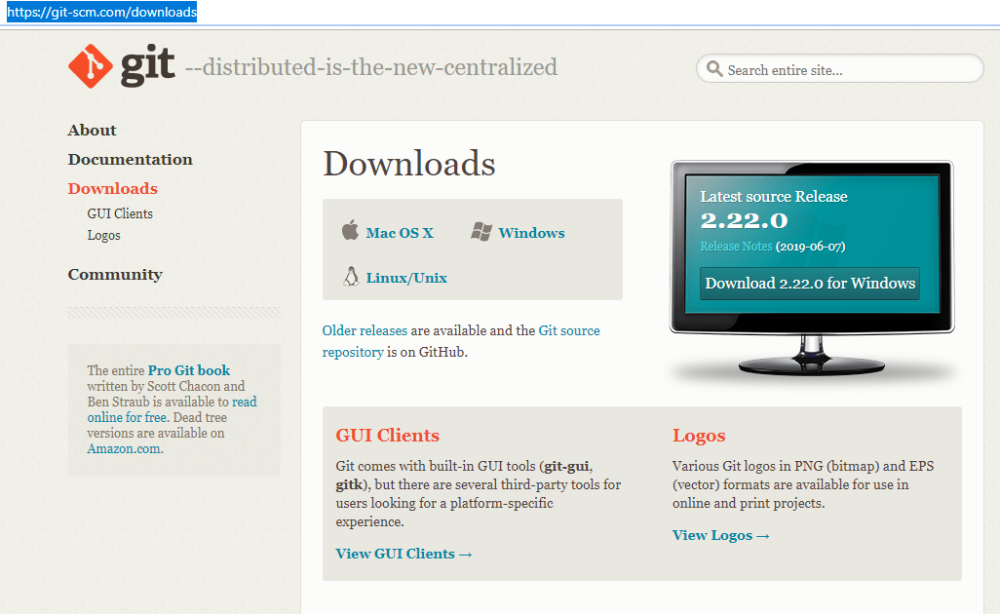 https://git-scm.com/downloads
git --distributed-is-the-new-centralized
Search entire site...
About
Documentation
Downloads
GUI Clients
Logos
Community
The entire Pro Git book
written by Scott Chacon and
Ben Straub is available to read
online for free. Dead tree
versions are available on
Amazon.com.
Downloads
Mac OS X
Windows
Linux/Unix
Older releases are available and the Git source
repository is on GitHub.
Latest source Release
2.22.0
Release Notes (2019-06-07)
Download 2.22.0 for Windows
GUI Clients
Git comes with built-in GUI tools (git-gui,
gitk), but there are several third-party tools for
users looking for a platform-specific
experience.
View GUI Clients →
Logos
Various Git logos in PNG (bitmap) and EPS
(vector) formats are available for use in
online and print projects.
View Logos →